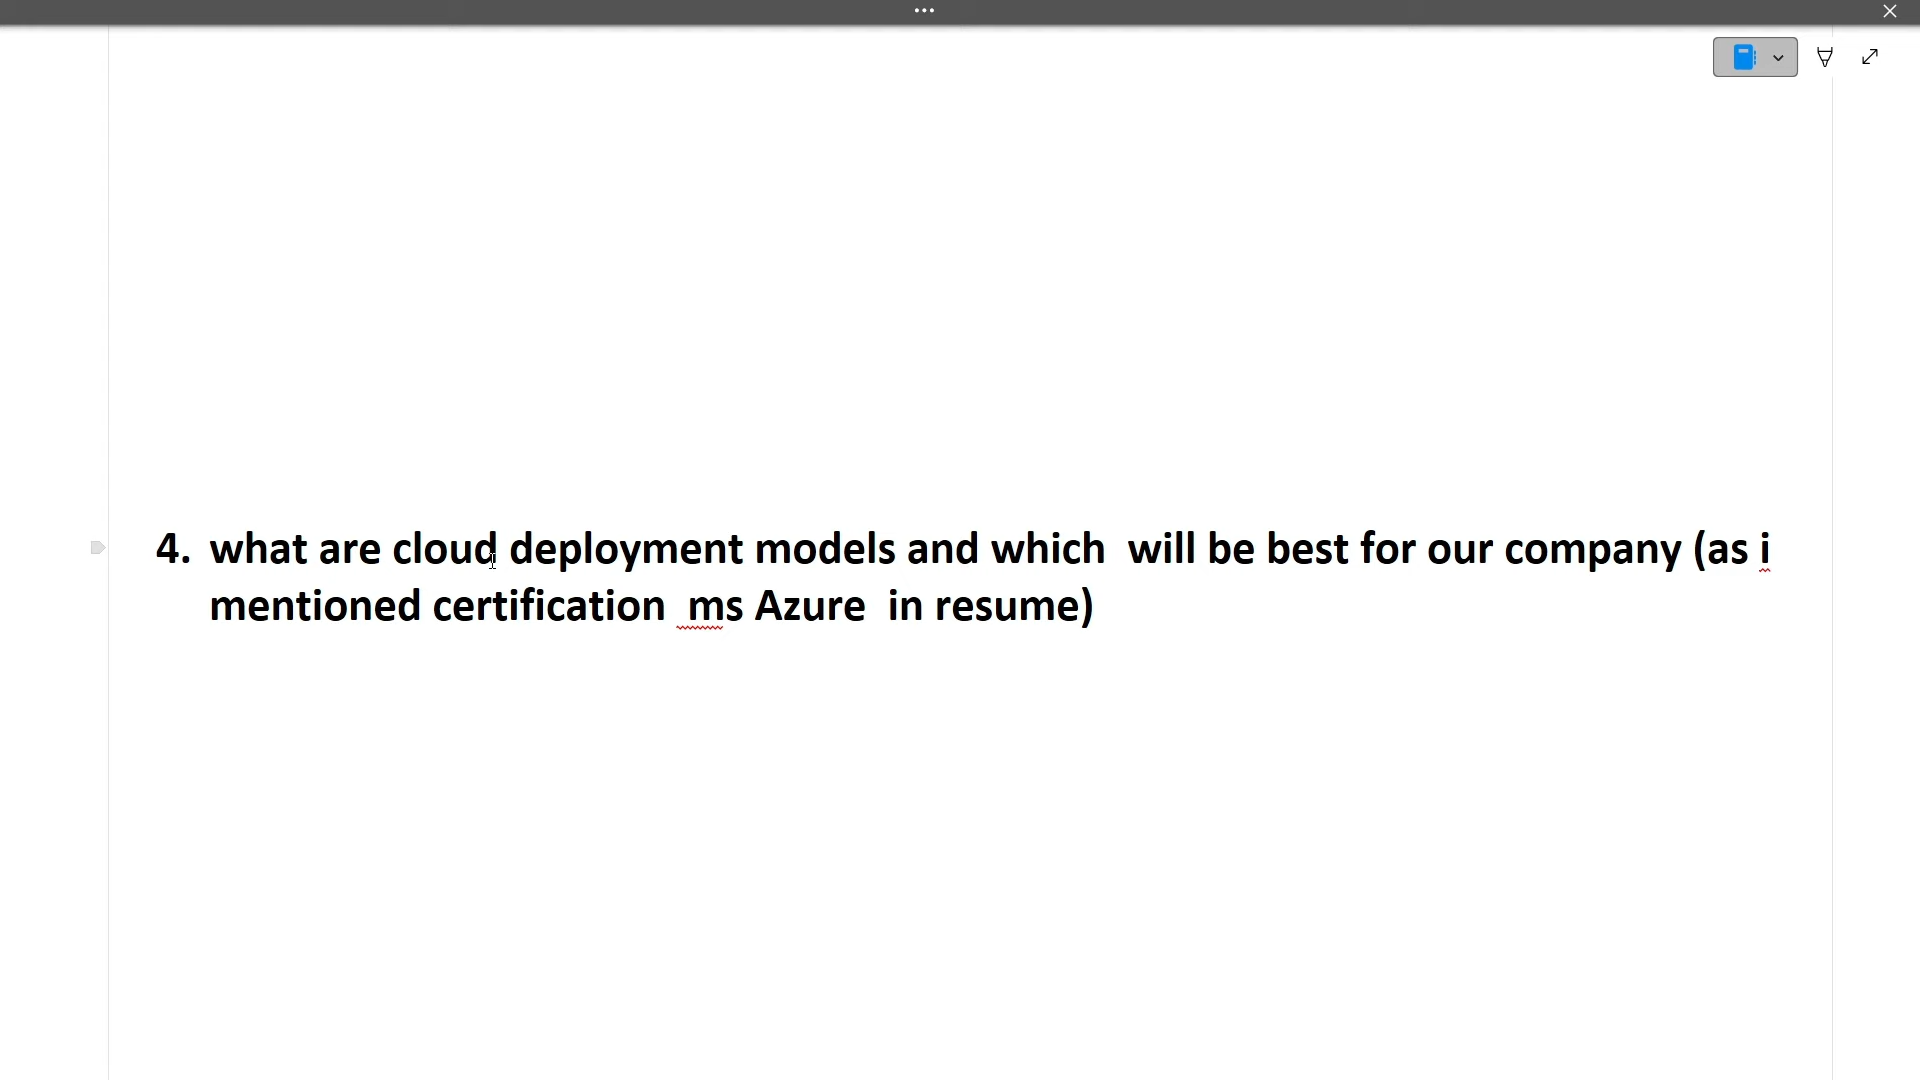 4. what are cloud deployment models and which  will be best for our company (as i
mentioned certification  ms Azure  in resume)